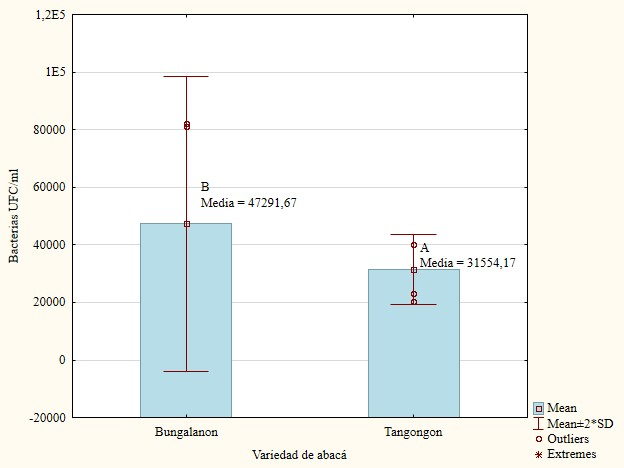 1,2E5
1E5
80000
60000
40000
20000
0
-20000
Bacterias UFC/ml
B
Media = 47291,67
A
Media = 31554,17
Bungalanon
Tangongon
Variedad de abacá
Mean
Mean±2*SD
Outliers
Extremes